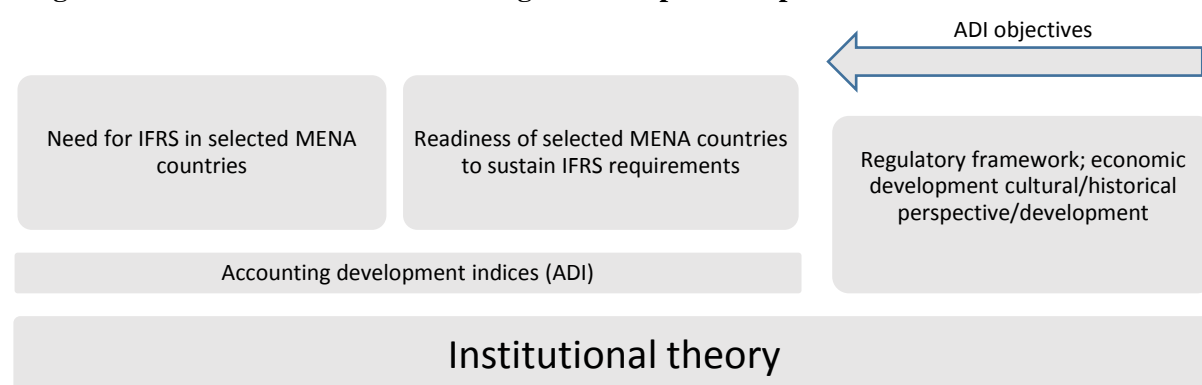 ADI objectives
Need for IFRS in selected MENA
countries
Readiness of selected MENA countries
to sustain IFRS requirements
Regulatory framework; economic
development cultural/historical
perspective/development
Accounting development indices (ADI)
Institutional theory